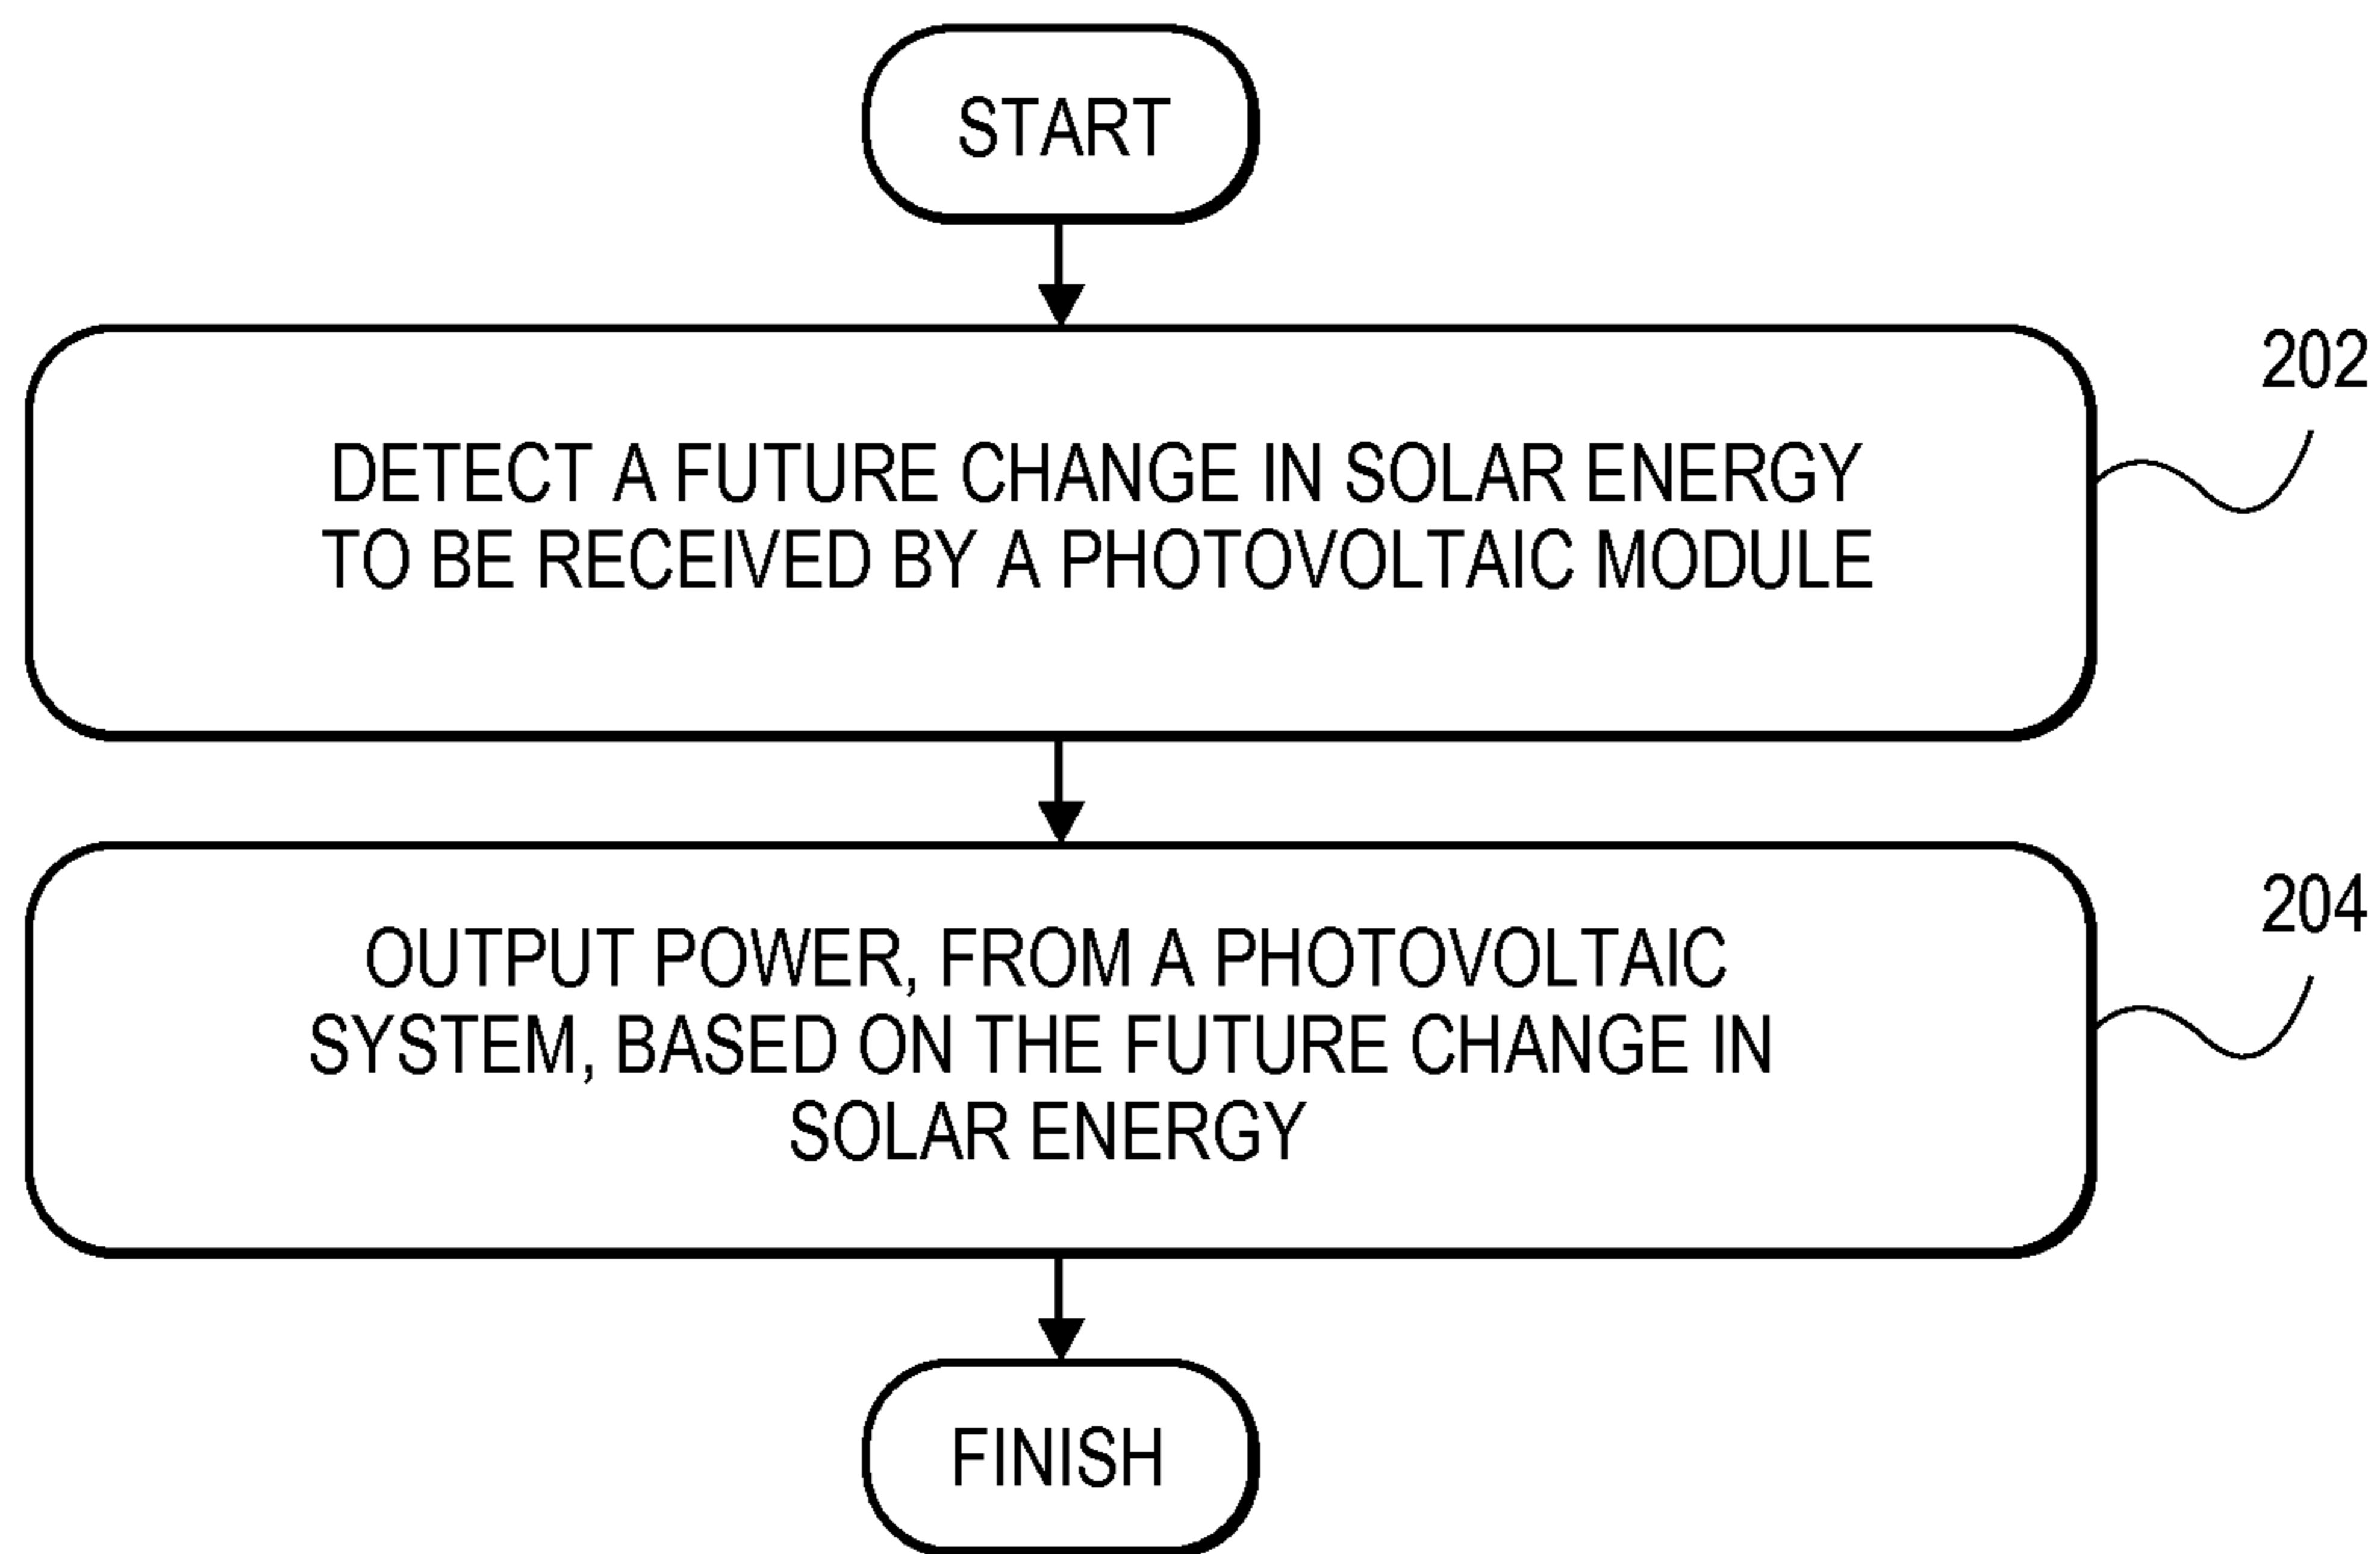 START
202
DETECT A FUTURE CHANGE IN SOLAR ENERGY
TO BE RECEIVED BY A PHOTOVOLTAIC MODULE
204
OUTPUT POWER, FROM A PHOTOVOLTAIC
SYSTEM, BASED ON THE FUTURE CHANGE IN
SOLAR ENERGY
FINISH